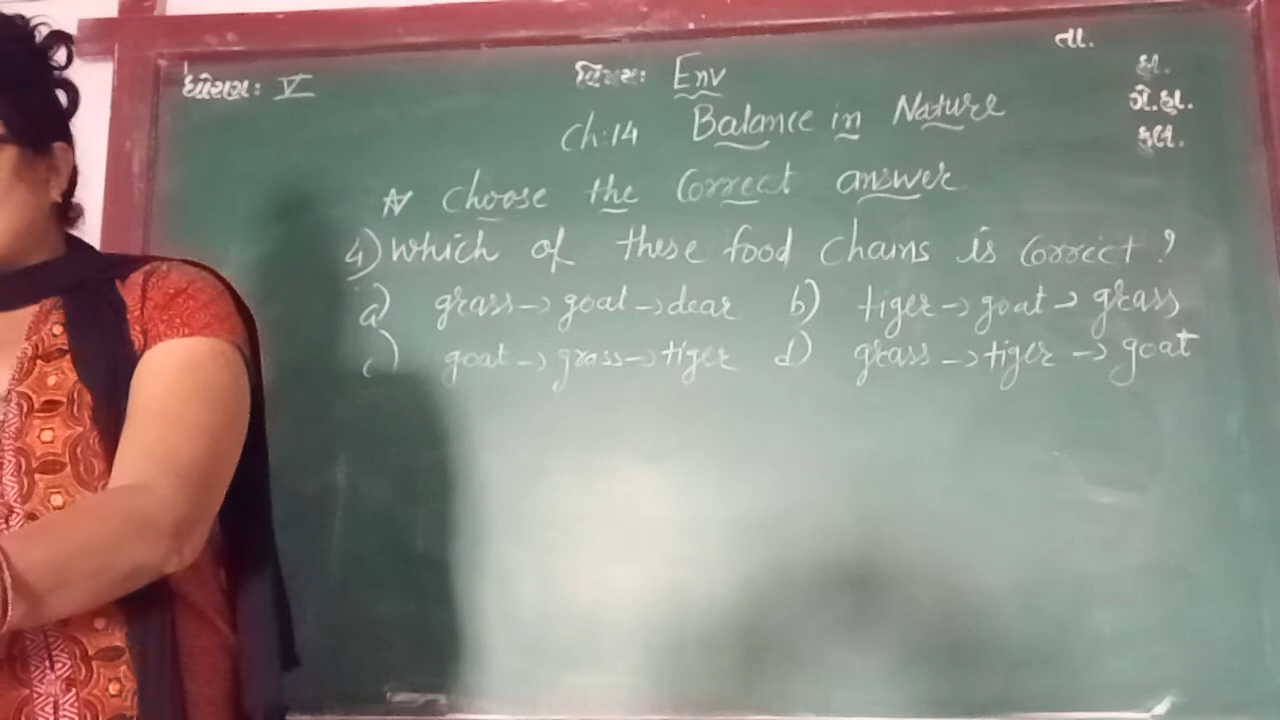 ધોરણ: V વિષય: Env તા.
હા.
Ch:14 Balance in Nature ગે.હા.
કુલ.
☆ Choose the Correct answer
4) which of these food chains is Correct ?
a) grass → goat → dear b) tiger → goat → grass
c) goat → grass → tiger d) grass → tiger → goat